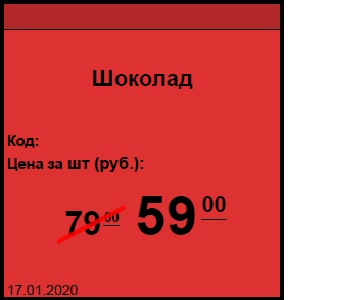 Шоколад
Код:
Цена за шт (руб.):
79 00 59 00
17.01.2020